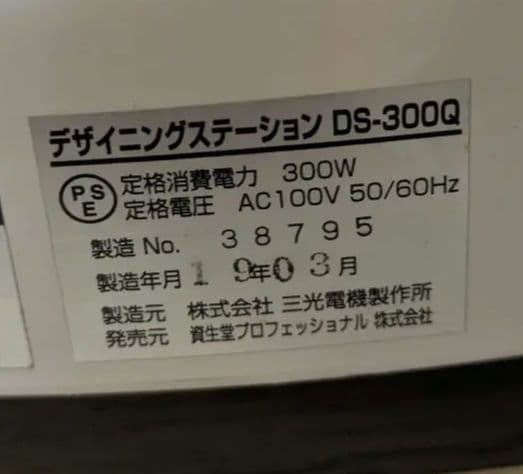 デザイニングステーション DS-300Q
PSE 定格消費電力 300W
定格電圧 AC100V 50/60Hz
製造 No. 38795
製造年月 19年03月
製造元 株式会社 三光電機製作所
発売元 資生堂プロフェッショナル 株式会社